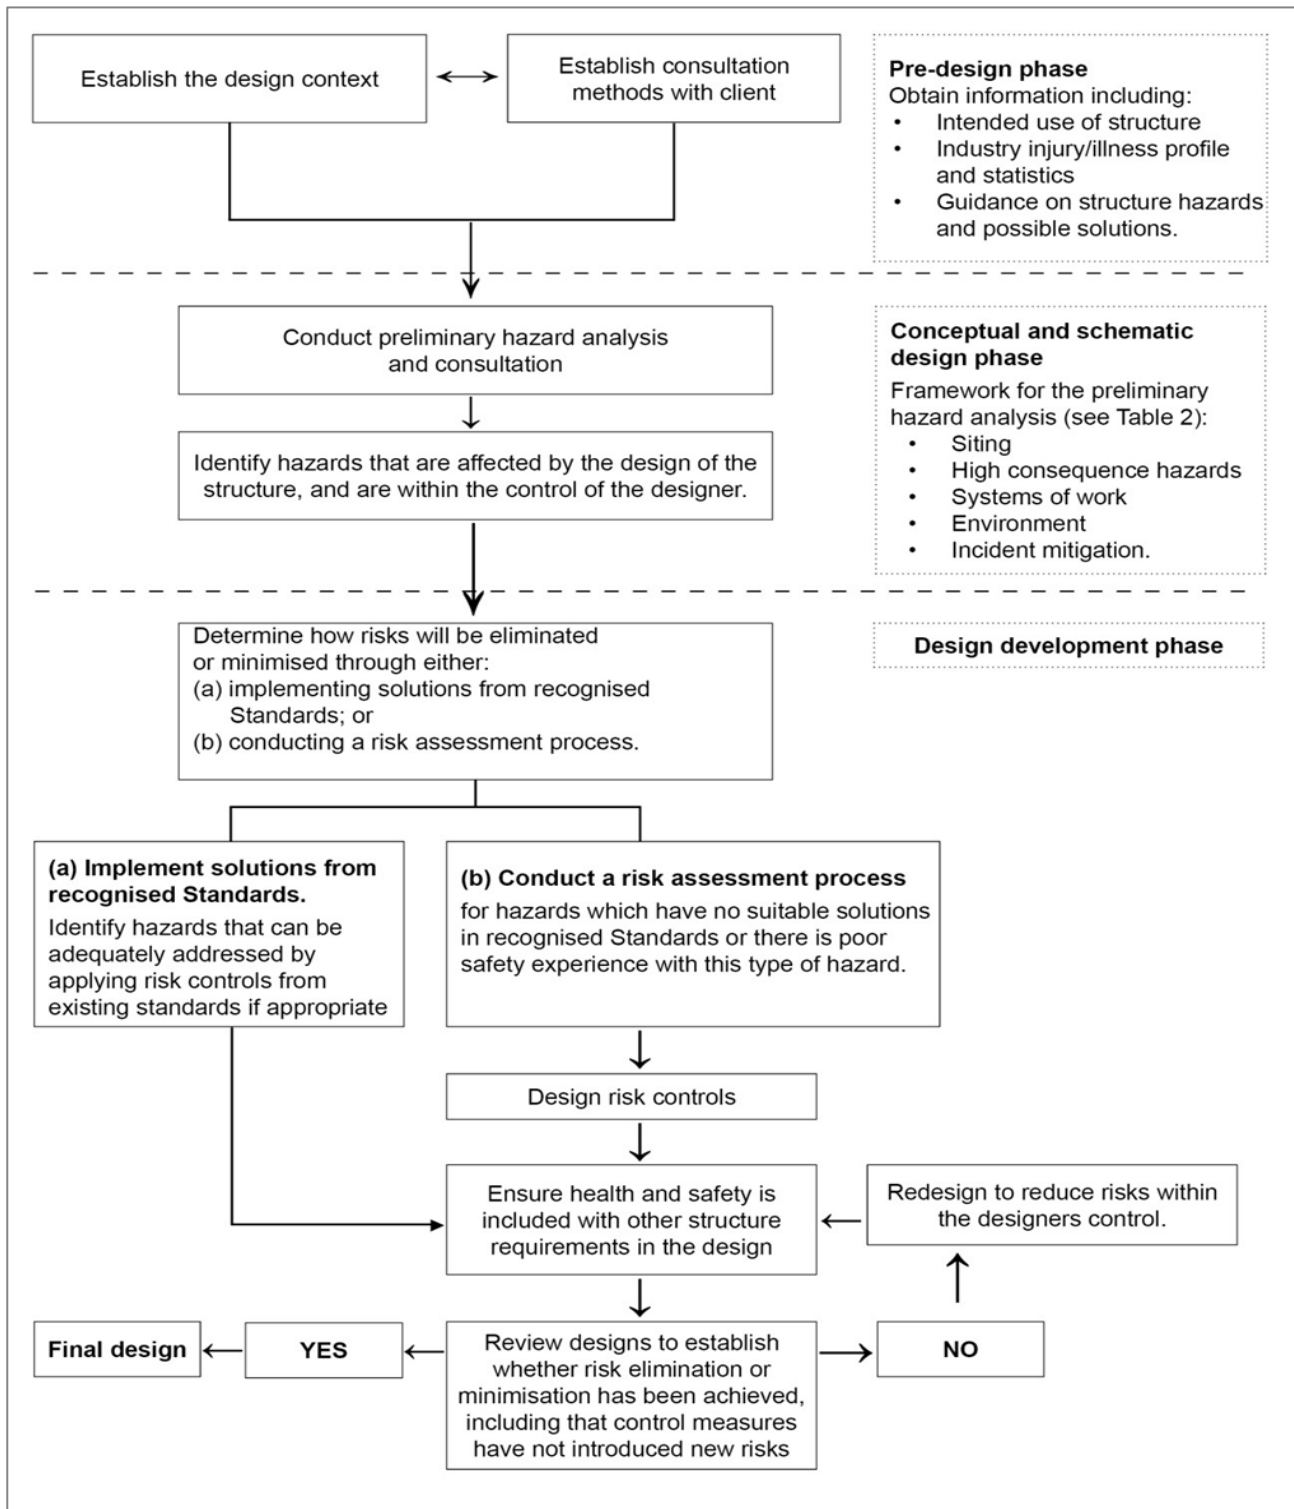 Establish the design context
Establish consultation
methods with client
Pre-design phase
Obtain information including:
• Intended use of structure
• Industry injury/illness profile
and statistics
• Guidance on structure hazards
and possible solutions.
Conduct preliminary hazard analysis
and consultation
Conceptual and schematic
design phase
Framework for the preliminary
hazard analysis (see Table 2):
• Siting
• High consequence hazards
• Systems of work
• Environment
• Incident mitigation.
Identify hazards that are affected by the design of the
structure, and are within the control of the designer.
Design development phase
Determine how risks will be eliminated
or minimised through either:
(a) implementing solutions from recognised
Standards; or
(b) conducting a risk assessment process.
(a) Implement solutions from
recognised Standards.
Identify hazards that can be
adequately addressed by
applying risk controls from
existing standards if appropriate
(b) Conduct a risk assessment process
for hazards which have no suitable solutions
in recognised Standards or there is poor
safety experience with this type of hazard.
Design risk controls
Ensure health and safety is
included with other structure
requirements in the design
Redesign to reduce risks within
the designers control.
Final design
YES
Review designs to establish
whether risk elimination or
minimisation has been achieved,
including that control measures
have not introduced new risks
NO